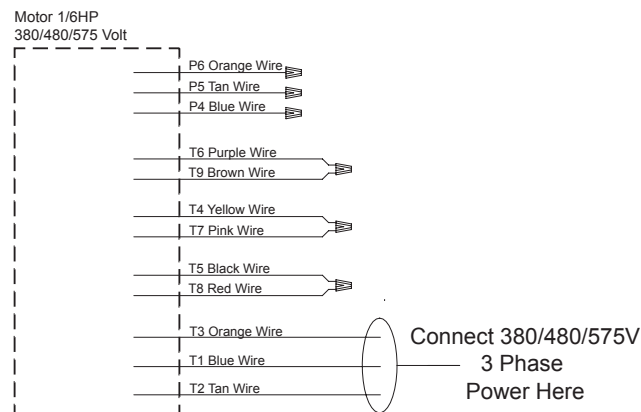 Motor 1/6HP
380/480/575 Volt
P6 Orange Wire
P5 Tan Wire
P4 Blue Wire
T6 Purple Wire
T9 Brown Wire
T4 Yellow Wire
T7 Pink Wire
T5 Black Wire
T8 Red Wire
T3 Orange Wire
T1 Blue Wire
T2 Tan Wire
Connect 380/480/575V
3 Phase
Power Here